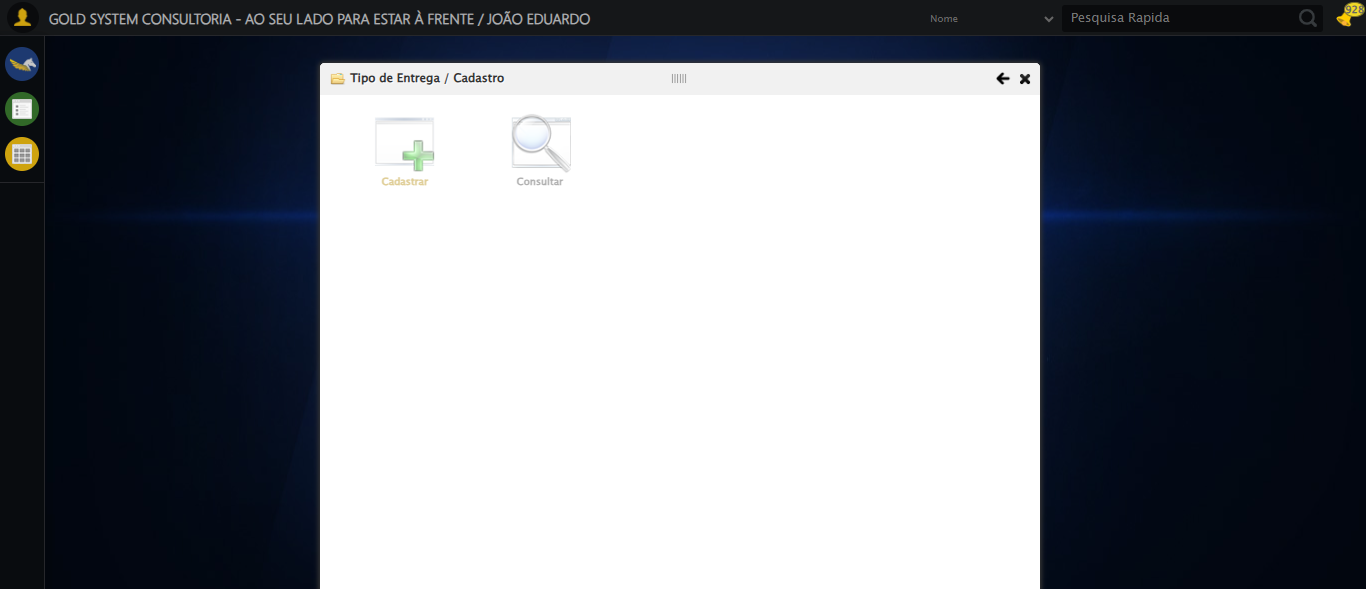 GOLD SYSTEM CONSULTORIA - AO SEU LADO PARA ESTAR À FRENTE / JOÃO EDUARDO
Nome
Pesquisa Rapida
928
Tipo de Entrega / Cadastro
Cadastrar
Consultar